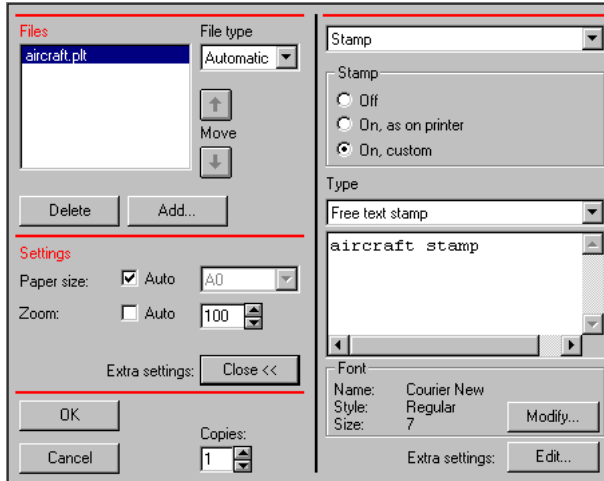 Files
File type
aircraft.plt
Automatic
Move
Delete
Add...
Settings
Paper size:
Auto
A0
Zoom:
Auto
100
Extra settings:
Close <<
OK
Cancel
Copies:
1
Stamp
Stamp
Off
On, as on printer
On, custom
Type
Free text stamp
aircraft stamp
Font
Name: Courier New
Style: Regular
Size: 7
Modify...
Extra settings:
Edit...